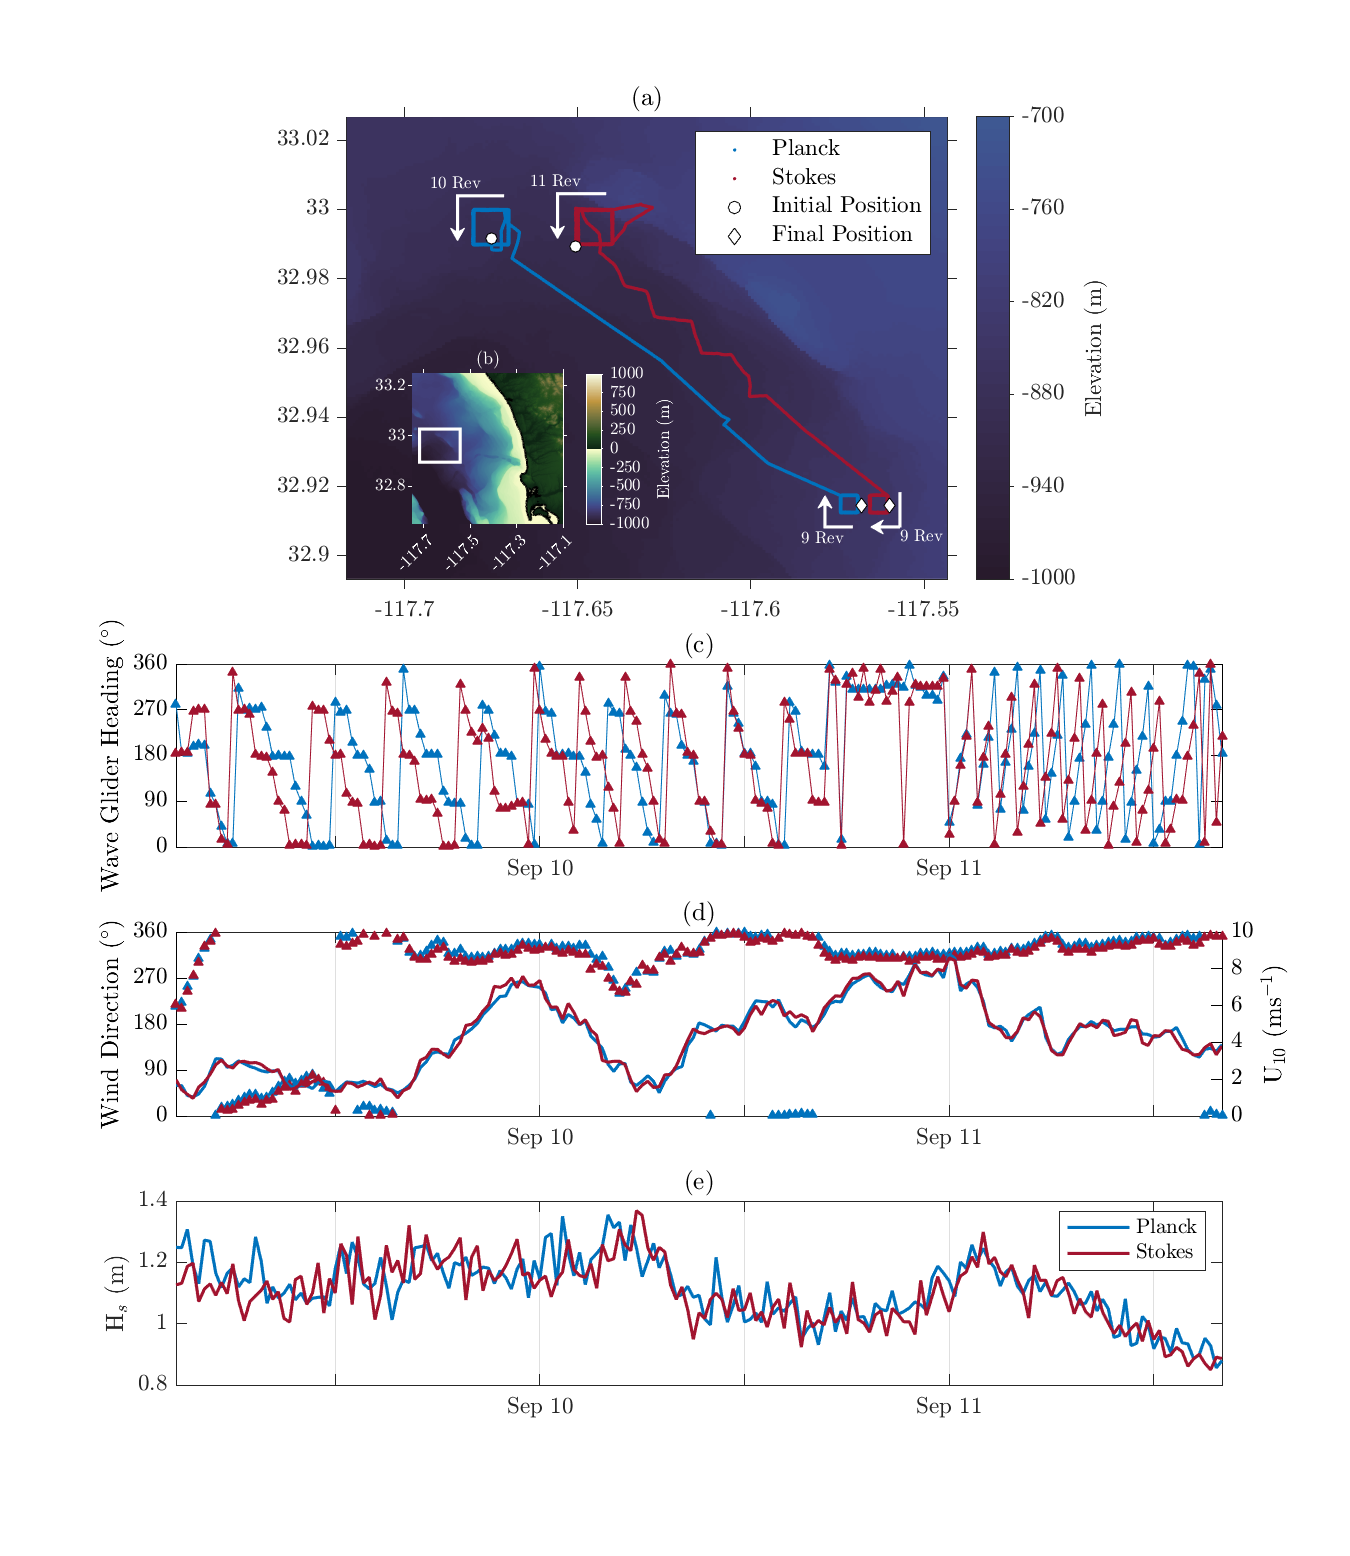 (a)
33.02
33
32.98
32.96
32.94
32.92
32.9
-117.7
-117.65
-117.6
-117.55
10 Rev
11 Rev
9 Rev
9 Rev
Planck
Stokes
Initial Position
Final Position
-700
-760
-820
-880
-940
-1000
Elevation (m)
(b)
33.2
33
32.8
-117.7
-117.5
-117.3
-117.1
1000
750
500
250
0
-250
-500
-750
-1000
Elevation (m)
(c)
Wave Glider Heading (°)
360
270
180
90
0
Sep 10
Sep 11
(d)
Wind Direction (°)
360
270
180
90
0
10
8
6
4
2
0
U₁₀ (ms⁻¹)
Sep 10
Sep 11
(e)
Hₛ (m)
1.4
1.2
1
0.8
Planck
Stokes
Sep 10
Sep 11